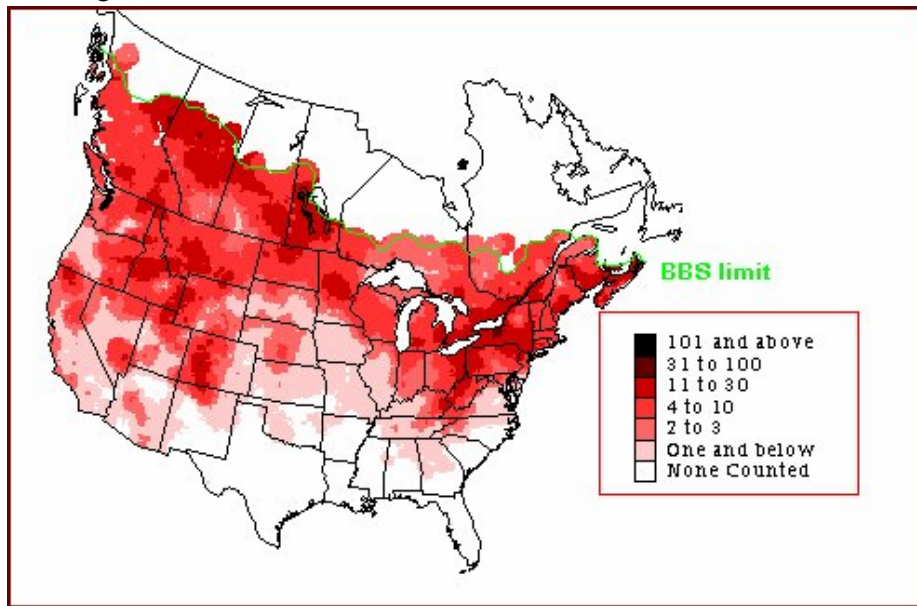 BBS limit
101 and above
31 to 100
11 to 30
4 to 10
2 to 3
One and below
None Counted